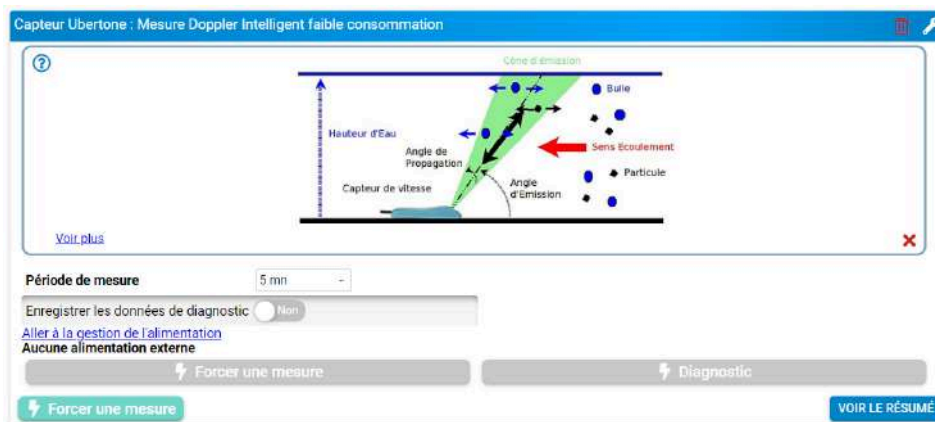 Capteur Ubertone : Mesure Doppler Intelligent faible consommation
Cône d'émission
Bulle
Hauteur d'Eau
Sens Ecoulement
Angle de
Propagation
Particule
Capteur de vitesse
Angle
d'Emission
Voir plus
Période de mesure
5 mn
Enregistrer les données de diagnostic
Non
Aller à la gestion de l'alimentation
Aucune alimentation externe
Forcer une mesure
Diagnostic
Forcer une mesure
VOIR LE RÉSUMÉ